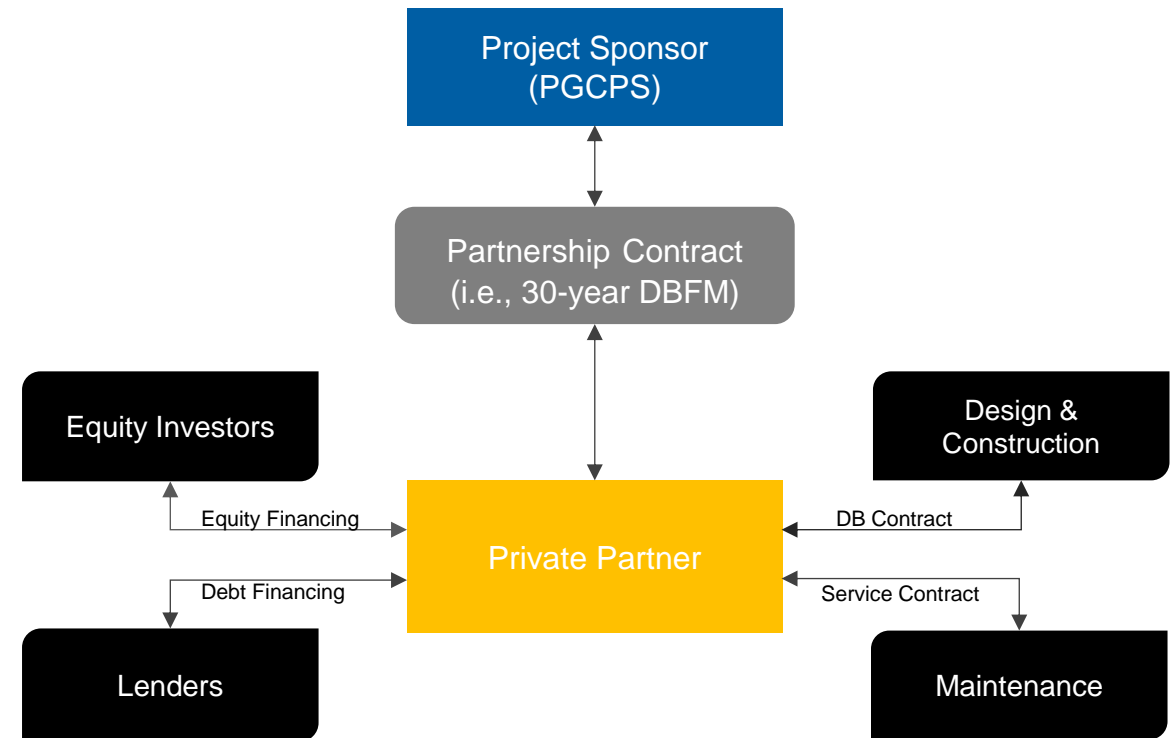 Project Sponsor
(PGCPS)
Partnership Contract
(i.e., 30-year DBFM)
Equity Investors
Design &
Construction
Equity Financing
DB Contract
Private Partner
Debt Financing
Service Contract
Lenders
Maintenance